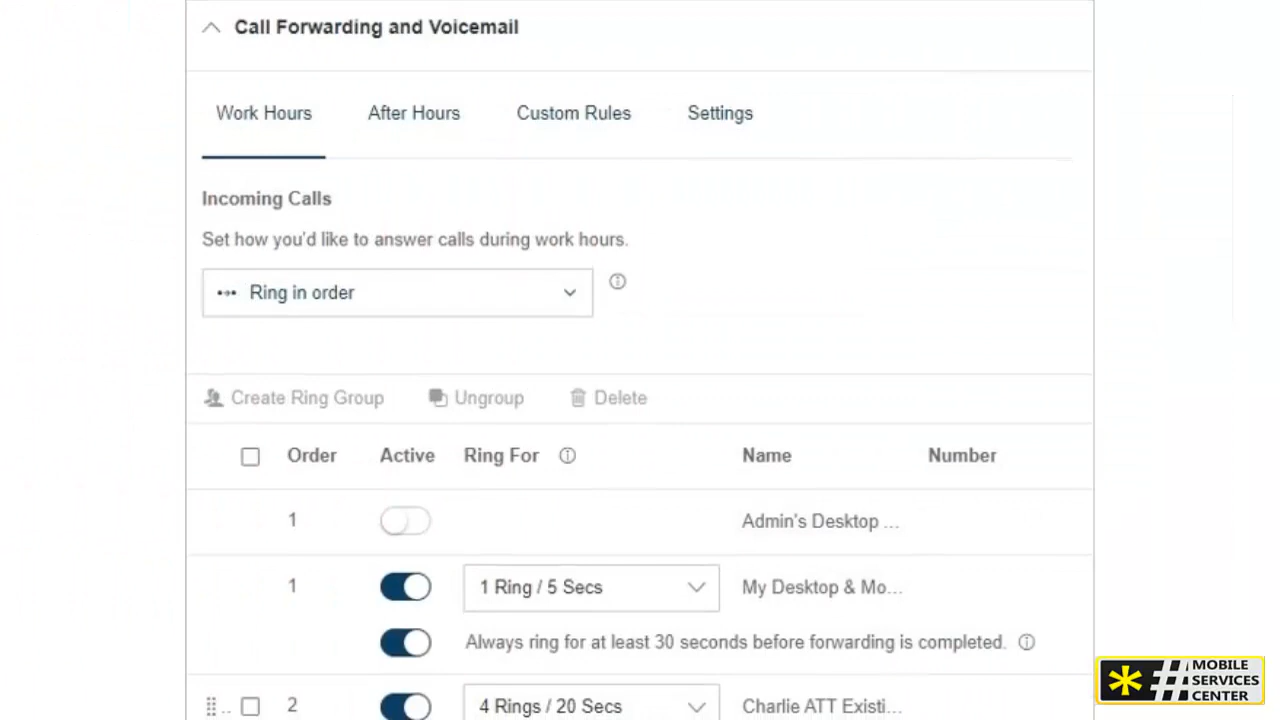 Call Forwarding and Voicemail
Work Hours After Hours Custom Rules Settings
Incoming Calls
Set how you'd like to answer calls during work hours.
Ring in order
Create Ring Group Ungroup Delete
Order Active Ring For Name Number
1 Admin's Desktop ...
1 1 Ring / 5 Secs My Desktop & Mo...
Always ring for at least 30 seconds before forwarding is completed.
2 4 Rings / 20 Secs Charlie ATT Existi...
MOBILE
SERVICES
CENTER